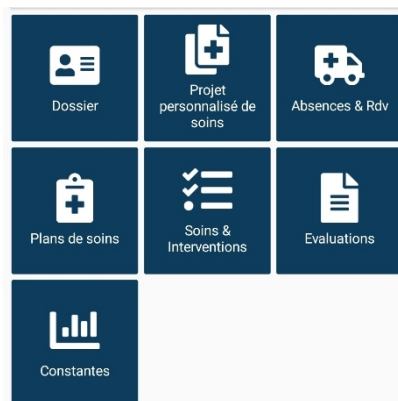 Dossier
Projet
personnalisé de
soins
Absences & Rdv
Plans de soins
Soins &
Interventions
Evaluations
Constantes